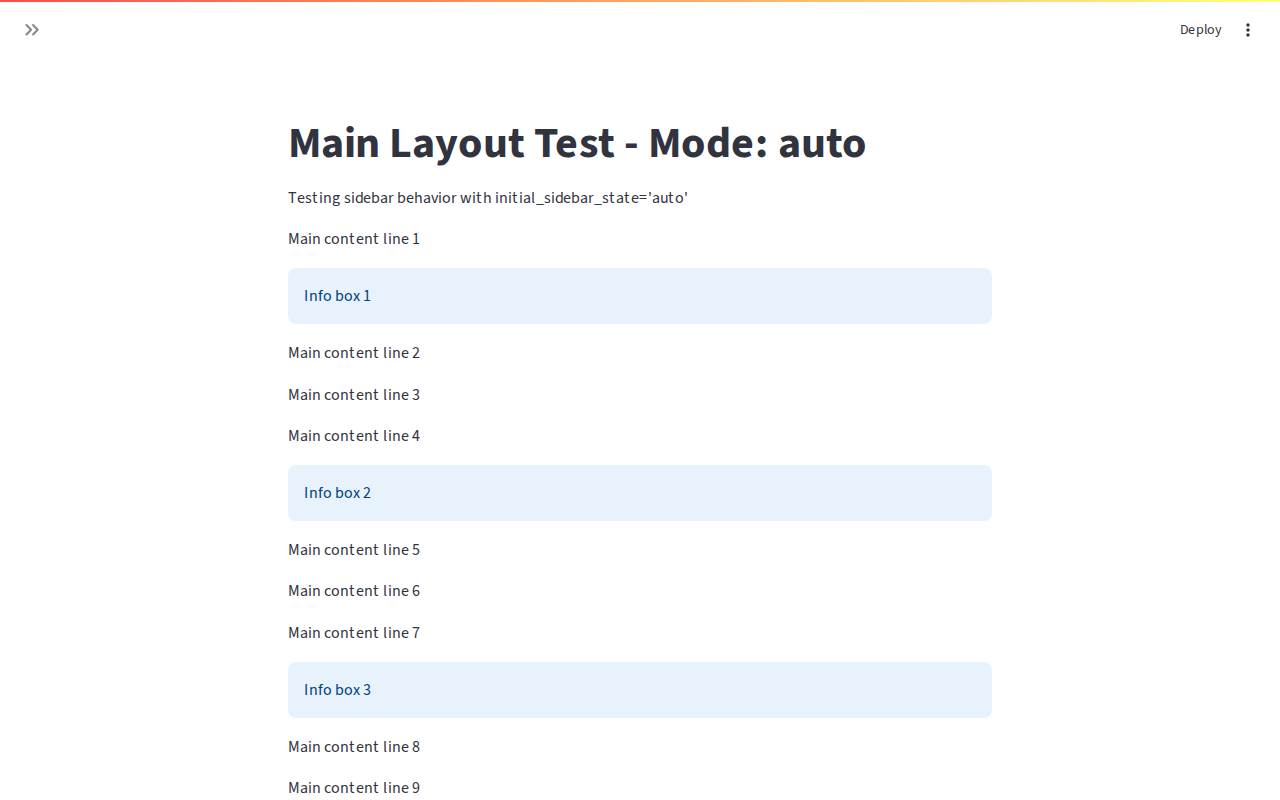 Deploy
Main Layout Test - Mode: auto
Testing sidebar behavior with initial_sidebar_state='auto'
Main content line 1
Info box 1
Main content line 2
Main content line 3
Main content line 4
Info box 2
Main content line 5
Main content line 6
Main content line 7
Info box 3
Main content line 8
Main content line 9